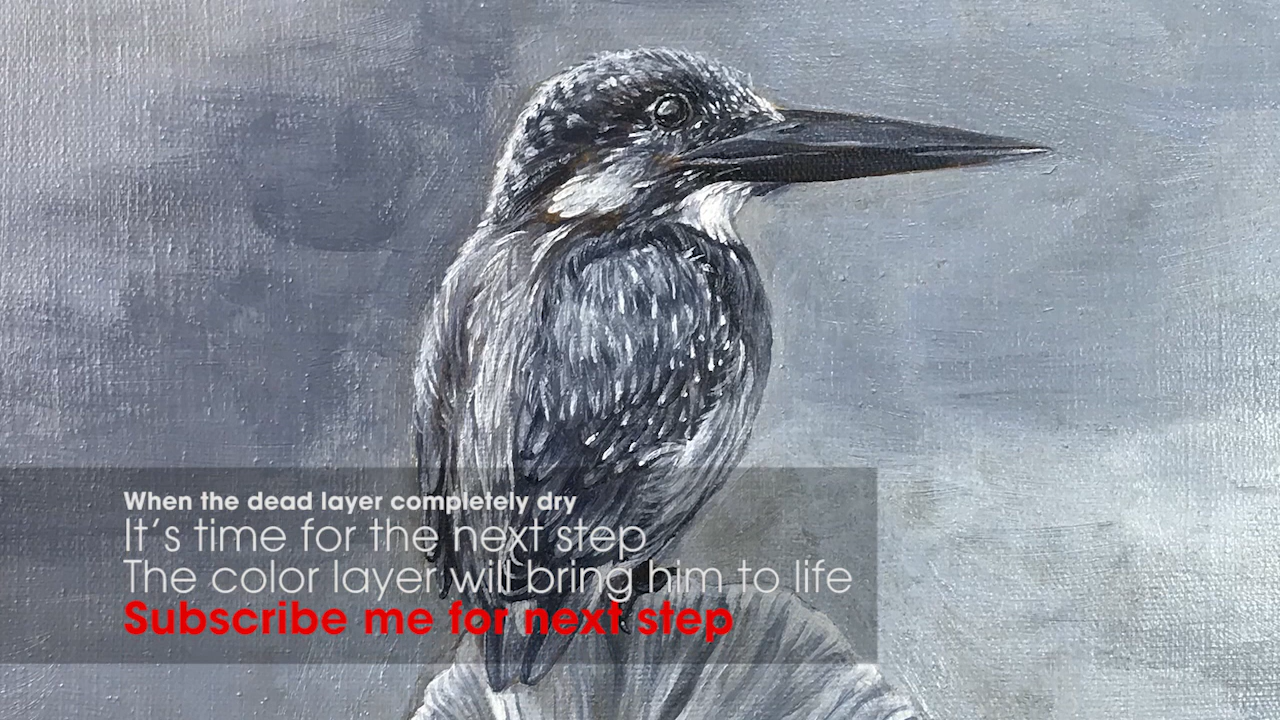 When the dead layer completely dry
It's time for the next step
The color layer will bring him to life
Subscribe me for next step